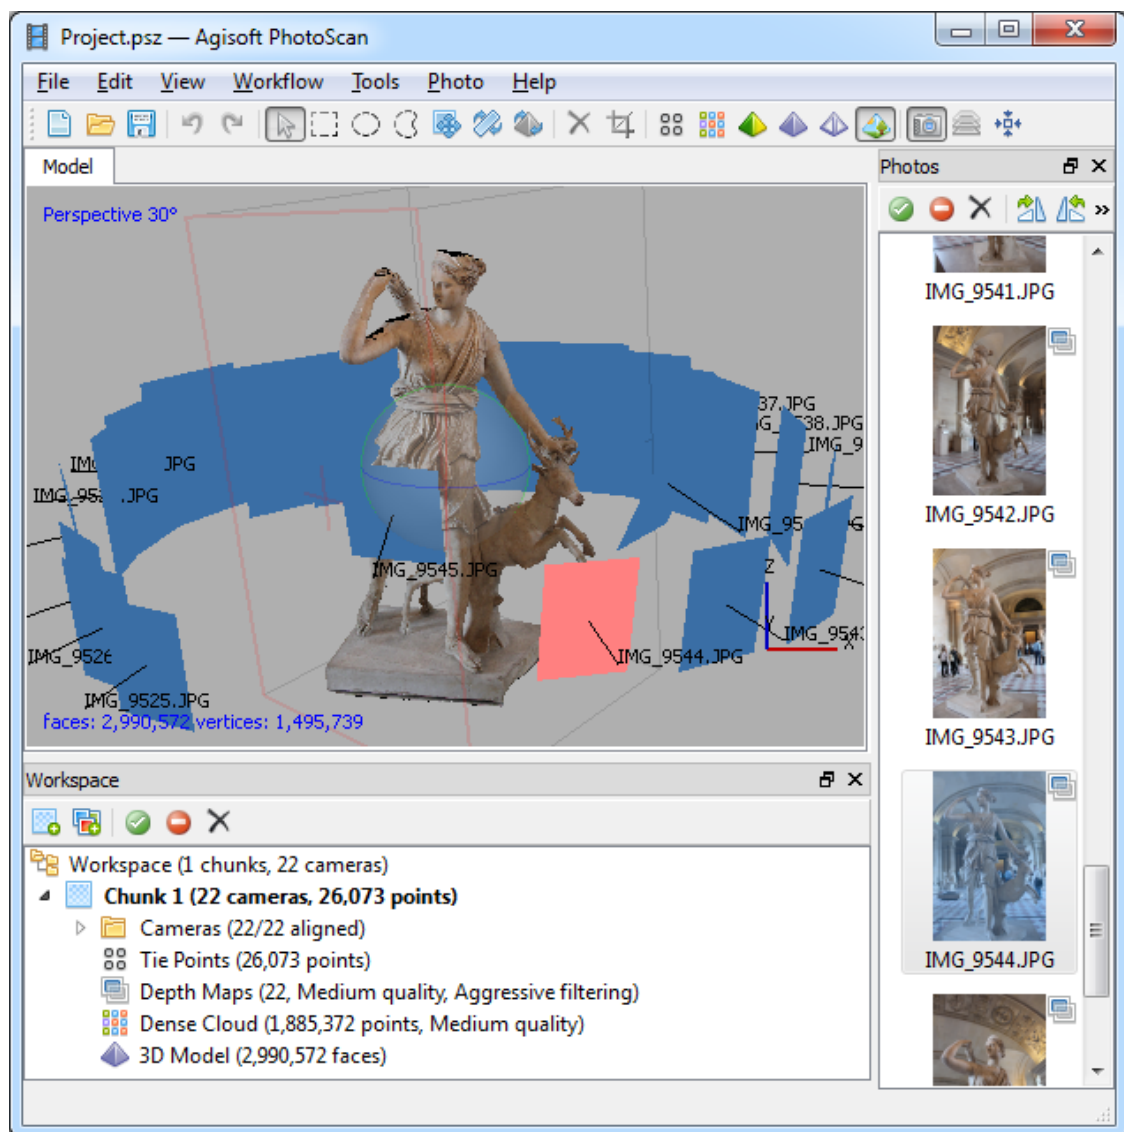 Project.psz — Agisoft PhotoScan
File Edit View Workflow Tools Photo Help
Model
Perspective 30°
37.JPG
38.JPG
IMG_9
JPG
.JPG
IMG_9545.JPG
IMG_95
IMG_9526
IMG_9544.JPG
IMG_9543
IMG_9525.JPG
Z
X
faces: 2,990,572 vertices: 1,495,739
Photos
IMG_9541.JPG
IMG_9542.JPG
IMG_9543.JPG
IMG_9544.JPG
Workspace
Workspace (1 chunks, 22 cameras)
Chunk 1 (22 cameras, 26,073 points)
Cameras (22/22 aligned)
Tie Points (26,073 points)
Depth Maps (22, Medium quality, Aggressive filtering)
Dense Cloud (1,885,372 points, Medium quality)
3D Model (2,990,572 faces)